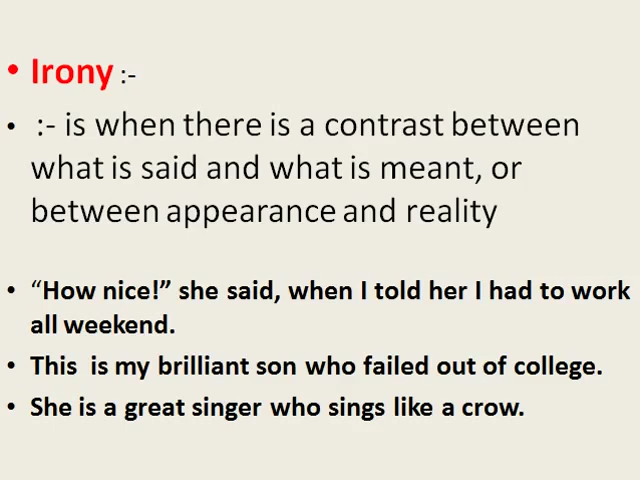 • Irony :-
• :- is when there is a contrast between
what is said and what is meant, or
between appearance and reality
• “How nice!” she said, when I told her I had to work
all weekend.
• This is my brilliant son who failed out of college.
• She is a great singer who sings like a crow.